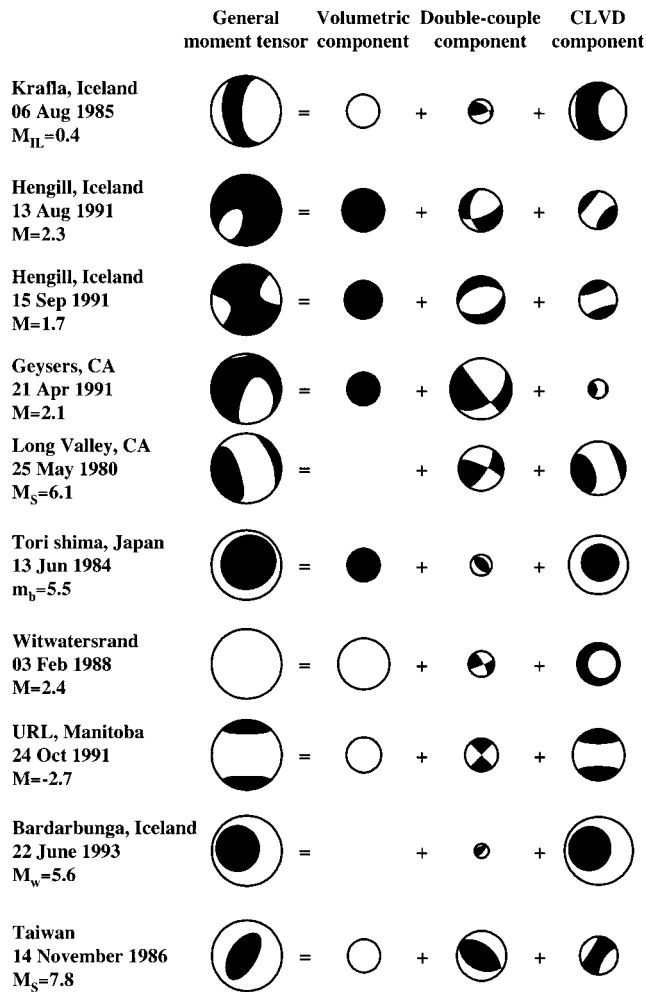 General Volumetric Double-couple CLVD
moment tensor component component component
Krafla, Iceland
06 Aug 1985
M_IL=0.4
= + +
Hengill, Iceland
13 Aug 1991
M=2.3
= + +
Hengill, Iceland
15 Sep 1991
M=1.7
= + +
Geysers, CA
21 Apr 1991
M=2.1
= + +
Long Valley, CA
25 May 1980
M_S=6.1
= + +
Tori shima, Japan
13 Jun 1984
m_b=5.5
= + +
Witwatersrand
03 Feb 1988
M=2.4
= + +
URL, Manitoba
24 Oct 1991
M=-2.7
= + +
Bardarbunga, Iceland
22 June 1993
M_w=5.6
= + +
Taiwan
14 November 1986
M_S=7.8
= + +